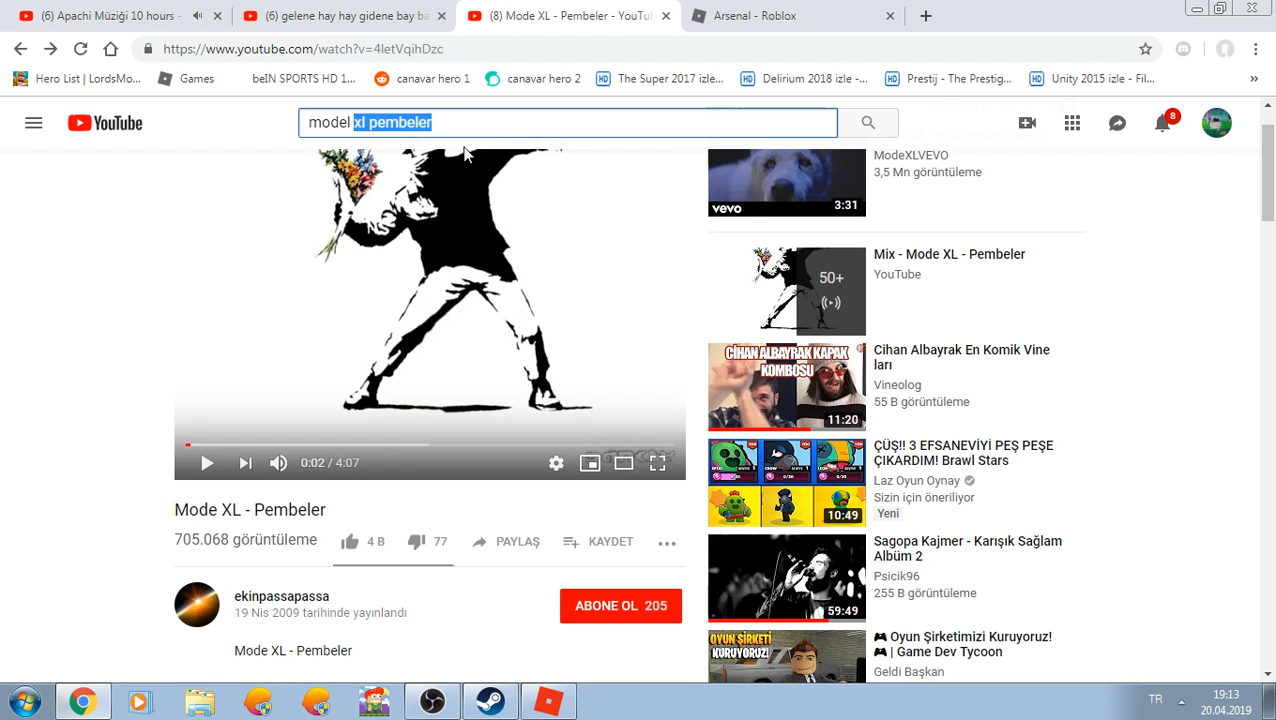 (6) Apachi Müziği 10 hours -
(6) gelene hay hay gidene bay ba
(8) Mode XL - Pembeler - YouTu
Arsenal - Roblox
https://www.youtube.com/watch?v=4letVqihDzc
Hero List | LordsMo...
Games
beIN SPORTS HD 1...
canavar hero 1
canavar hero 2
HD The Super 2017 izle...
HD Delirium 2018 izle -...
HD Prestij - The Prestig...
HD Unity 2015 izle - Fil...
»
YouTube
model xl pembeler
8
ModeXLVEVO
3,5 Mn görüntüleme
vevo
3:31
50+
Mix - Mode XL - Pembeler
YouTube
CİHAN ALBAYRAK KAPAK
KOMBOSU
11:20
Cihan Albayrak En Komik Vine
ları
Vineolog
55 B görüntüleme
10:49
ÇÜŞ!! 3 EFSANEVİYİ PEŞ PEŞE
ÇIKARDIM! Brawl Stars
Laz Oyun Oynay
Sizin için öneriliyor
Yeni
59:49
Sagopa Kajmer - Karışık Sağlam
Albüm 2
Psicik96
255 B görüntüleme
OYUN ŞİRKETİ
KURUYORUZ!
Oyun Şirketimizi Kuruyoruz!
| Game Dev Tycoon
Geldi Başkan
0:02 / 4:07
Mode XL - Pembeler
705.068 görüntüleme
4 B
77
PAYLAŞ
KAYDET
ekinpassapassa
19 Nis 2009 tarihinde yayınlandı
ABONE OL 205
Mode XL - Pembeler
TR
19:13
20.04.2019